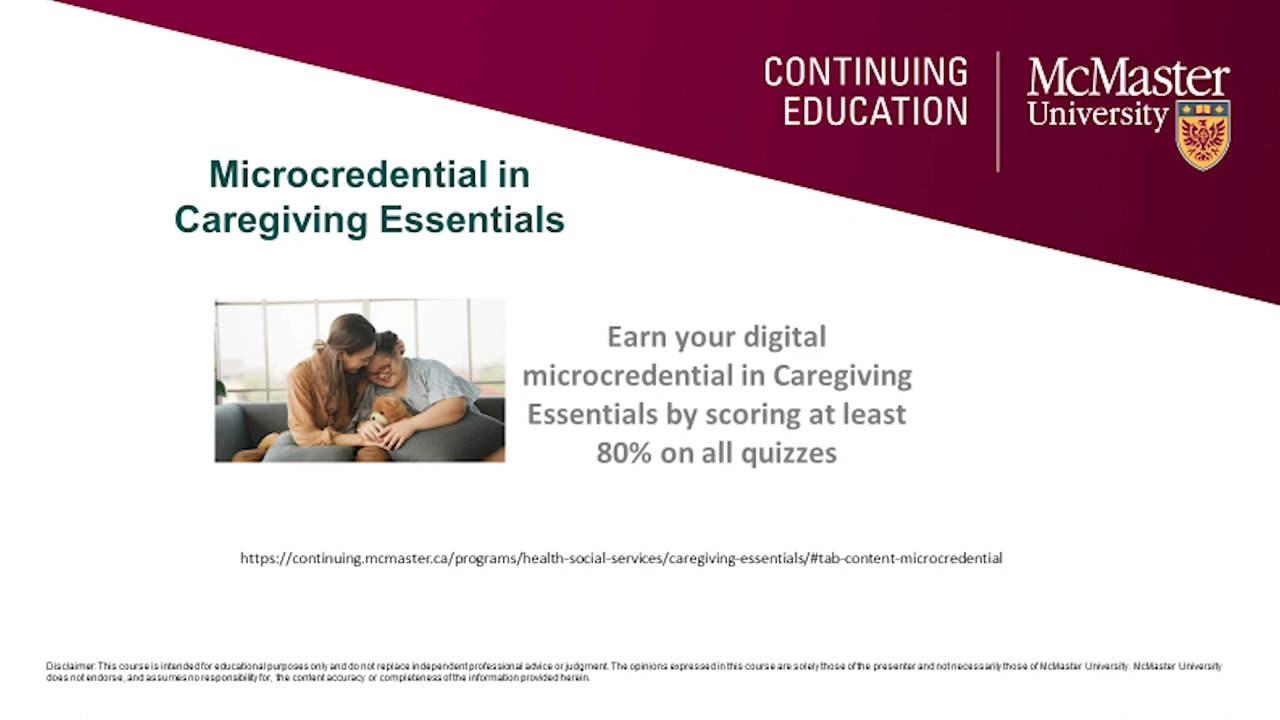 CONTINUING
EDUCATION
McMaster
University
Microcredential in
Caregiving Essentials
Earn your digital
microcredential in Caregiving
Essentials by scoring at least
80% on all quizzes
https://continuing.mcmaster.ca/programs/health-social-services/caregiving-essentials/#tab-content-microcredential
Disclaimer: This course is intended for educational purposes only and do not replace independent professional advice or judgment. The opinions expressed in this course are solely those of the presenter and not necessarily those of McMaster University. McMaster University
does not endorse, and assumes no responsibility for, the content accuracy or completeness of the information provided herein.